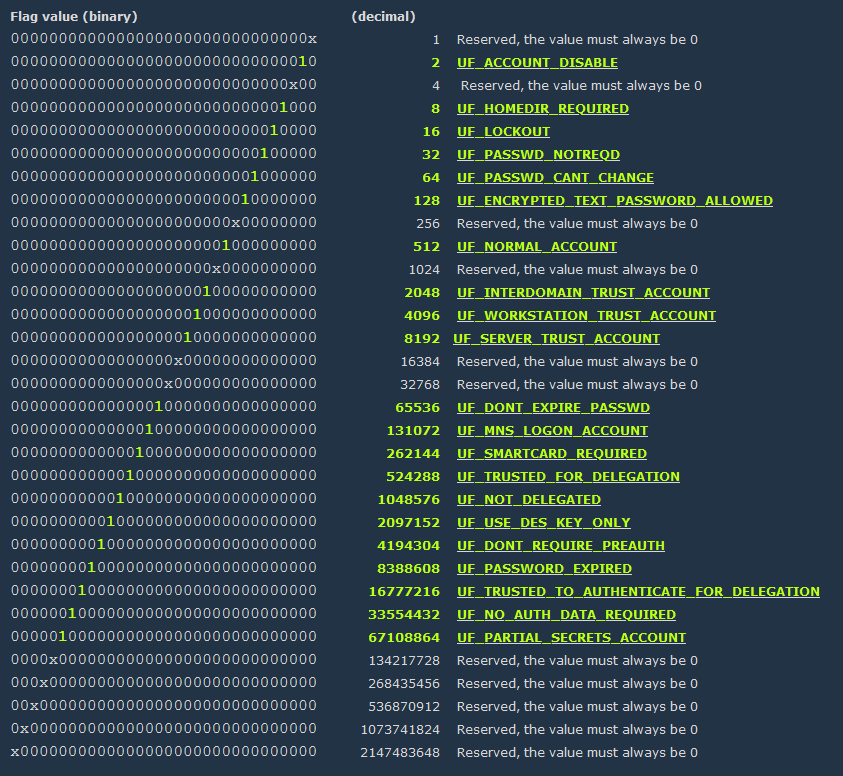 Flag value (binary) (decimal)
0000000000000000000000000000000x 1 Reserved, the value must always be 0
00000000000000000000000000000010 2 UF_ACCOUNT_DISABLE
00000000000000000000000000000x00 4 Reserved, the value must always be 0
00000000000000000000000000001000 8 UF_HOMEDIR_REQUIRED
00000000000000000000000000010000 16 UF_LOCKOUT
00000000000000000000000000100000 32 UF_PASSWD_NOTREQD
00000000000000000000000001000000 64 UF_PASSWD_CANT_CHANGE
00000000000000000000000010000000 128 UF_ENCRYPTED_TEXT_PASSWORD_ALLOWED
00000000000000000000000x00000000 256 Reserved, the value must always be 0
00000000000000000000001000000000 512 UF_NORMAL_ACCOUNT
000000000000000000000x0000000000 1024 Reserved, the value must always be 0
00000000000000000000100000000000 2048 UF_INTERDOMAIN_TRUST_ACCOUNT
00000000000000000001000000000000 4096 UF_WORKSTATION_TRUST_ACCOUNT
00000000000000000010000000000000 8192 UF_SERVER_TRUST_ACCOUNT
00000000000000000x00000000000000 16384 Reserved, the value must always be 0
0000000000000000x000000000000000 32768 Reserved, the value must always be 0
00000000000000010000000000000000 65536 UF_DONT_EXPIRE_PASSWD
00000000000000100000000000000000 131072 UF_MNS_LOGON_ACCOUNT
00000000000001000000000000000000 262144 UF_SMARTCARD_REQUIRED
00000000000010000000000000000000 524288 UF_TRUSTED_FOR_DELEGATION
00000000000100000000000000000000 1048576 UF_NOT_DELEGATED
00000000001000000000000000000000 2097152 UF_USE_DES_KEY_ONLY
00000000010000000000000000000000 4194304 UF_DONT_REQUIRE_PREAUTH
00000000100000000000000000000000 8388608 UF_PASSWORD_EXPIRED
00000001000000000000000000000000 16777216 UF_TRUSTED_TO_AUTHENTICATE_FOR_DELEGATION
00000010000000000000000000000000 33554432 UF_NO_AUTH_DATA_REQUIRED
00000100000000000000000000000000 67108864 UF_PARTIAL_SECRETS_ACCOUNT
0000x000000000000000000000000000 134217728 Reserved, the value must always be 0
000x0000000000000000000000000000 268435456 Reserved, the value must always be 0
00x00000000000000000000000000000 536870912 Reserved, the value must always be 0
0x000000000000000000000000000000 1073741824 Reserved, the value must always be 0
x0000000000000000000000000000000 2147483648 Reserved, the value must always be 0